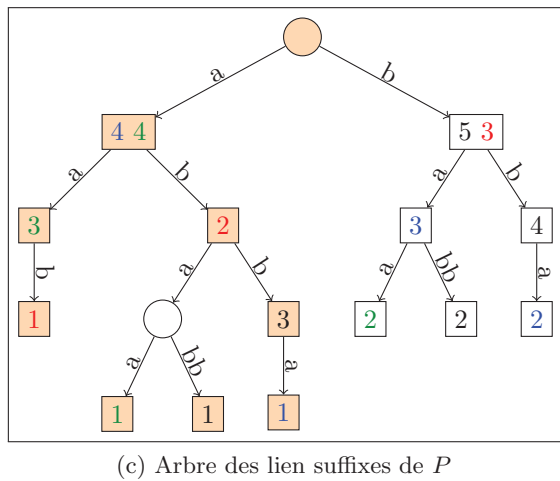 a b
4 4 5 3
a b a b
3 2 3 4
b a b a bb a
1 3 2 2 2
a bb a
1 1 1
(c) Arbre des lien suffixes de P